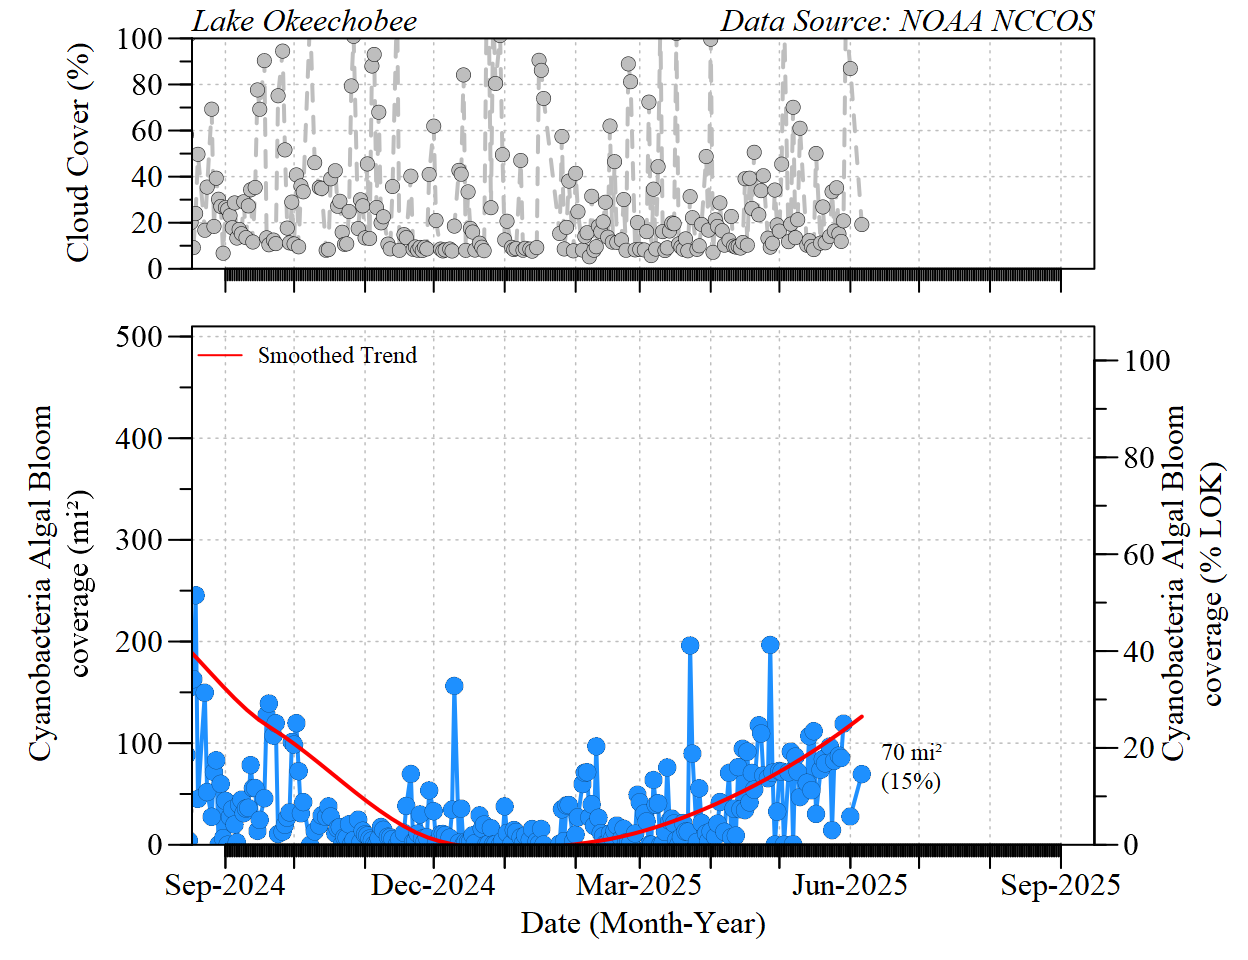 Lake Okeechobee
Data Source: NOAA NCCOS
Cloud Cover (%)
100
80
60
40
20
0
Cyanobacteria Algal Bloom
coverage (mi²)
500
400
300
200
100
0
Smoothed Trend
70 mi²
(15%)
100
80
60
40
20
0
Cyanobacteria Algal Bloom
coverage (% LOK)
Sep-2024
Dec-2024
Mar-2025
Jun-2025
Sep-2025
Date (Month-Year)